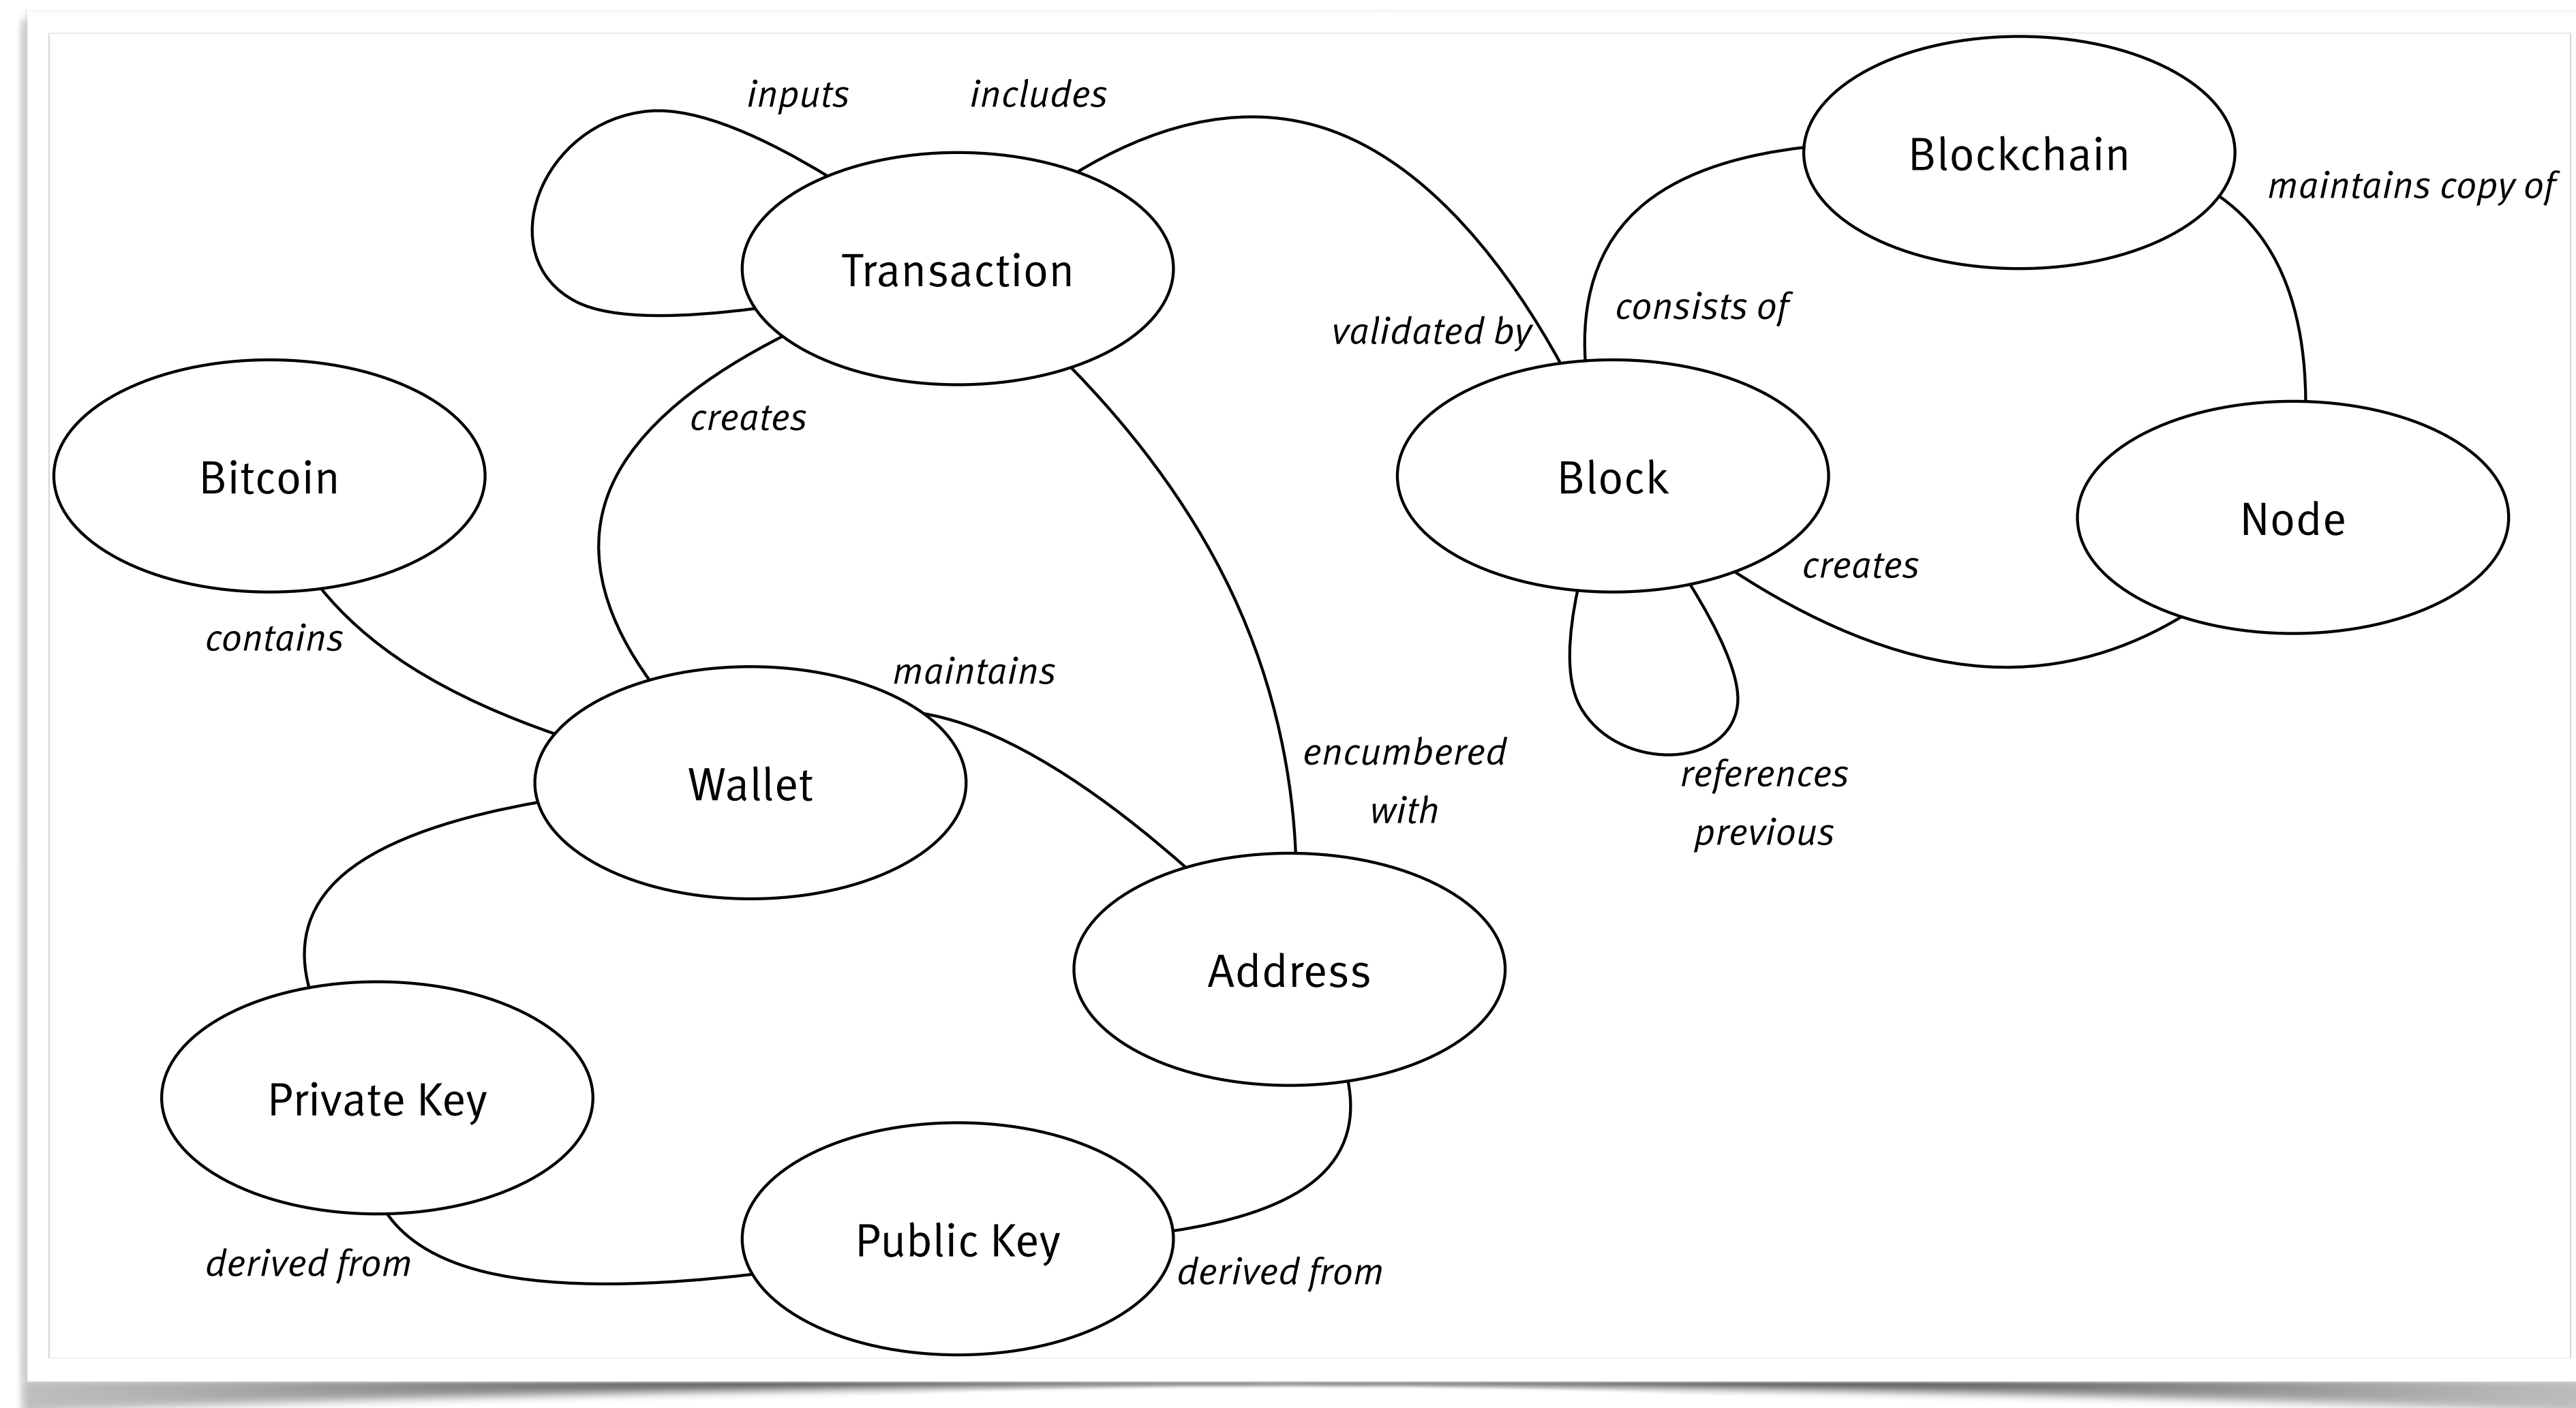 inputs
includes
Blockchain
maintains copy of
Transaction
consists of
validated by
creates
Bitcoin
Block
Node
creates
contains
maintains
encumbered
with
Wallet
references
previous
Address
Private Key
Public Key
derived from
derived from